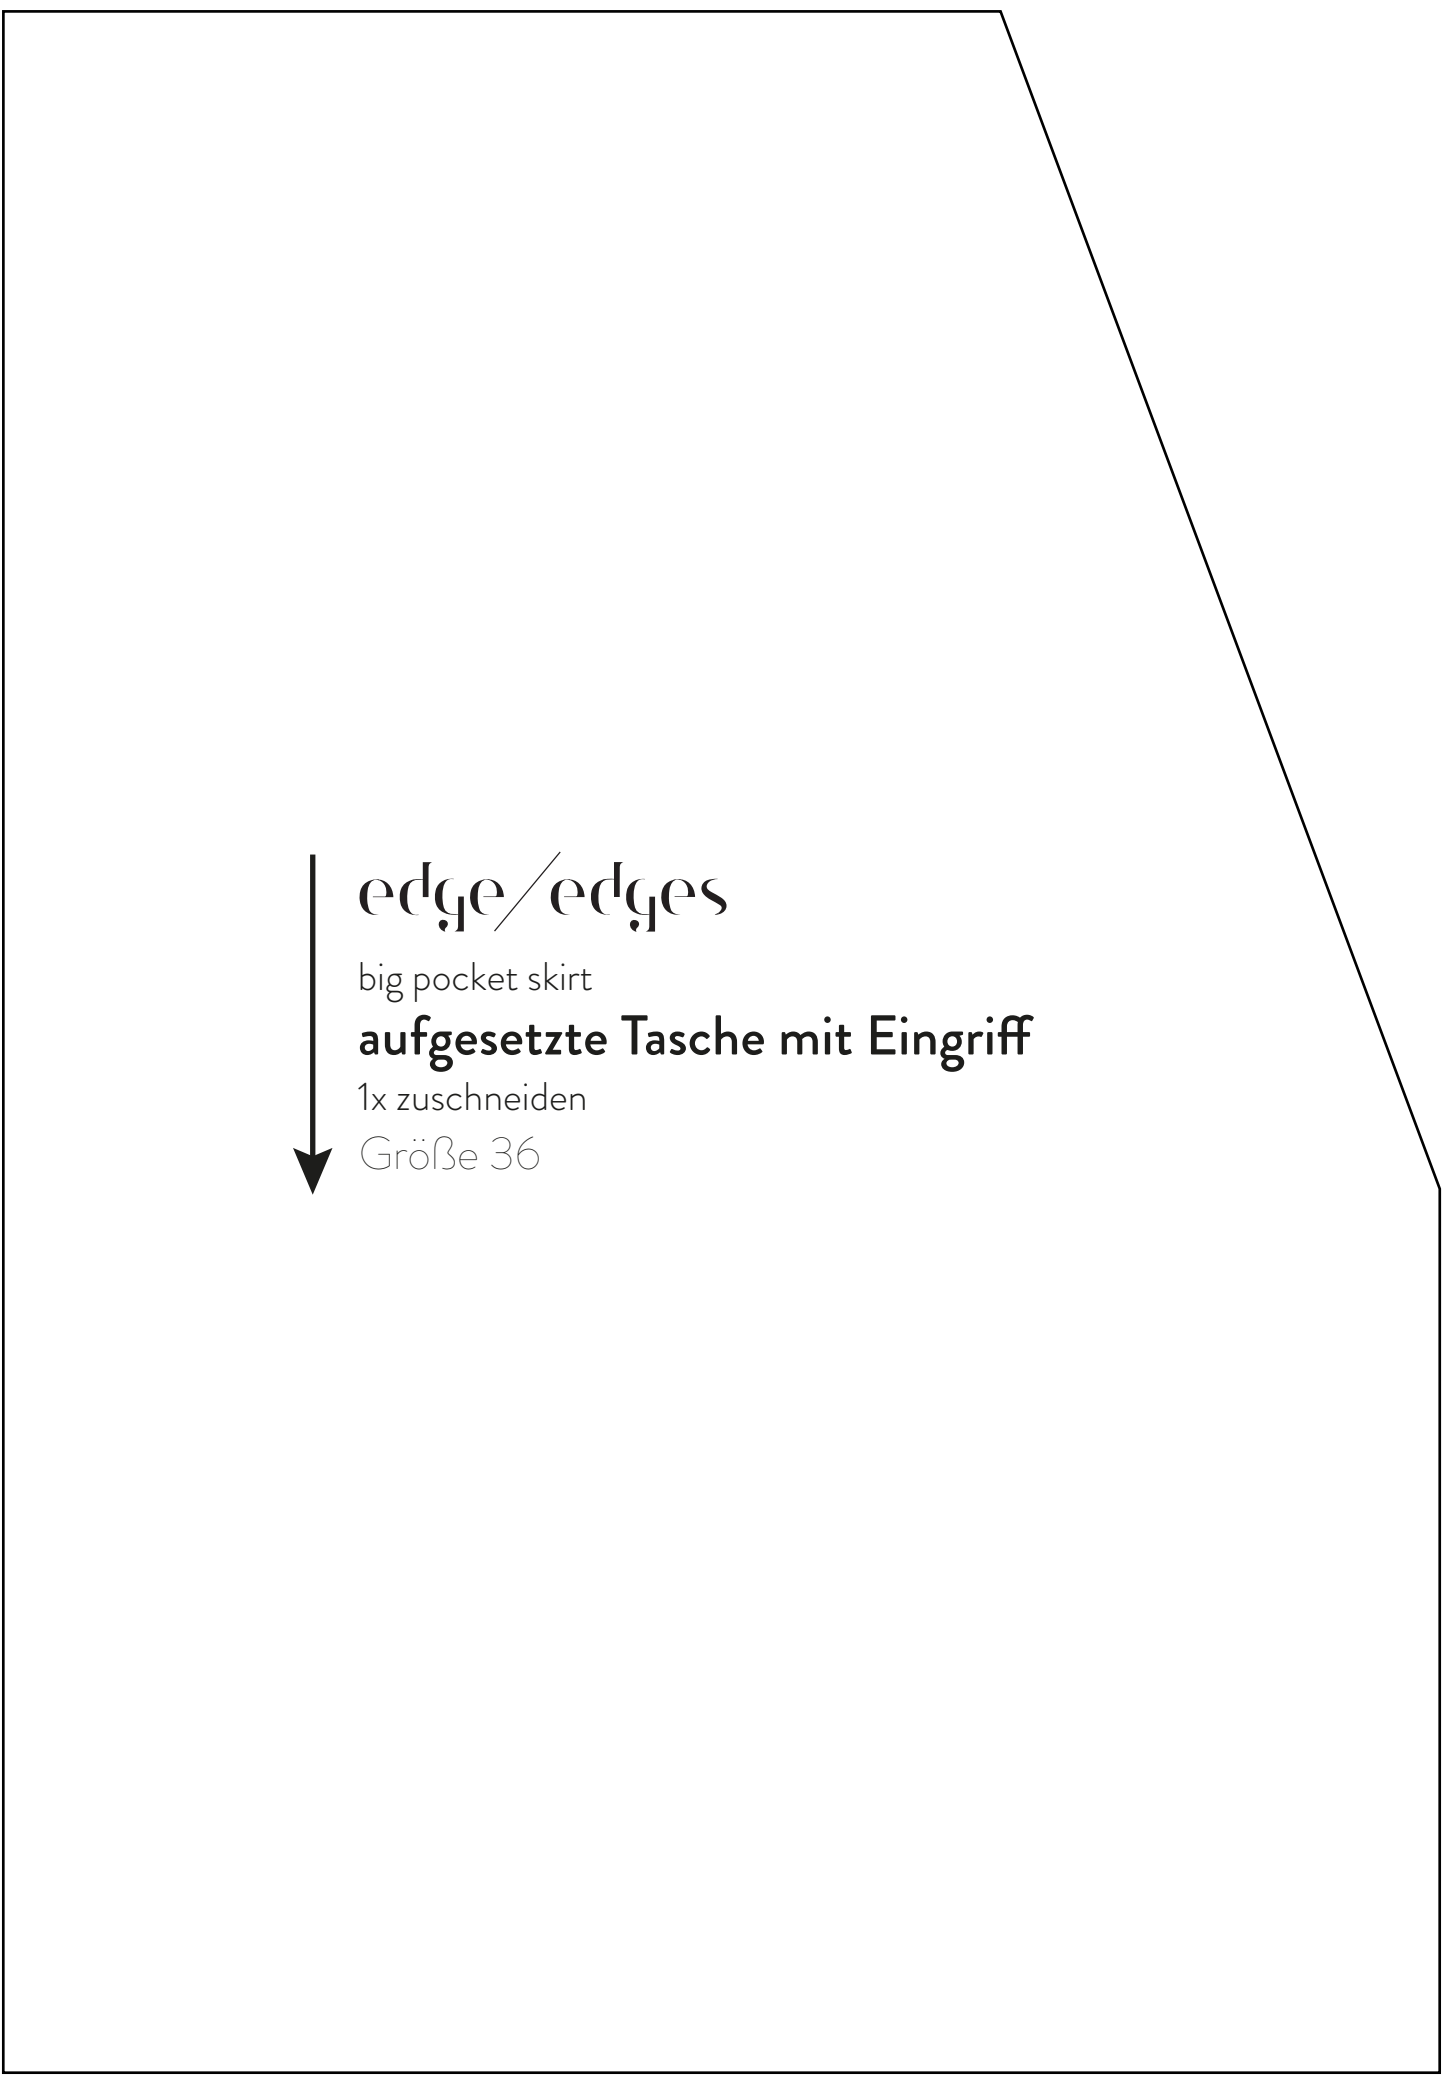 edge/edges
big pocket skirt
aufgesetzte Tasche mit Eingriff
1x zuschneiden
Größe 36